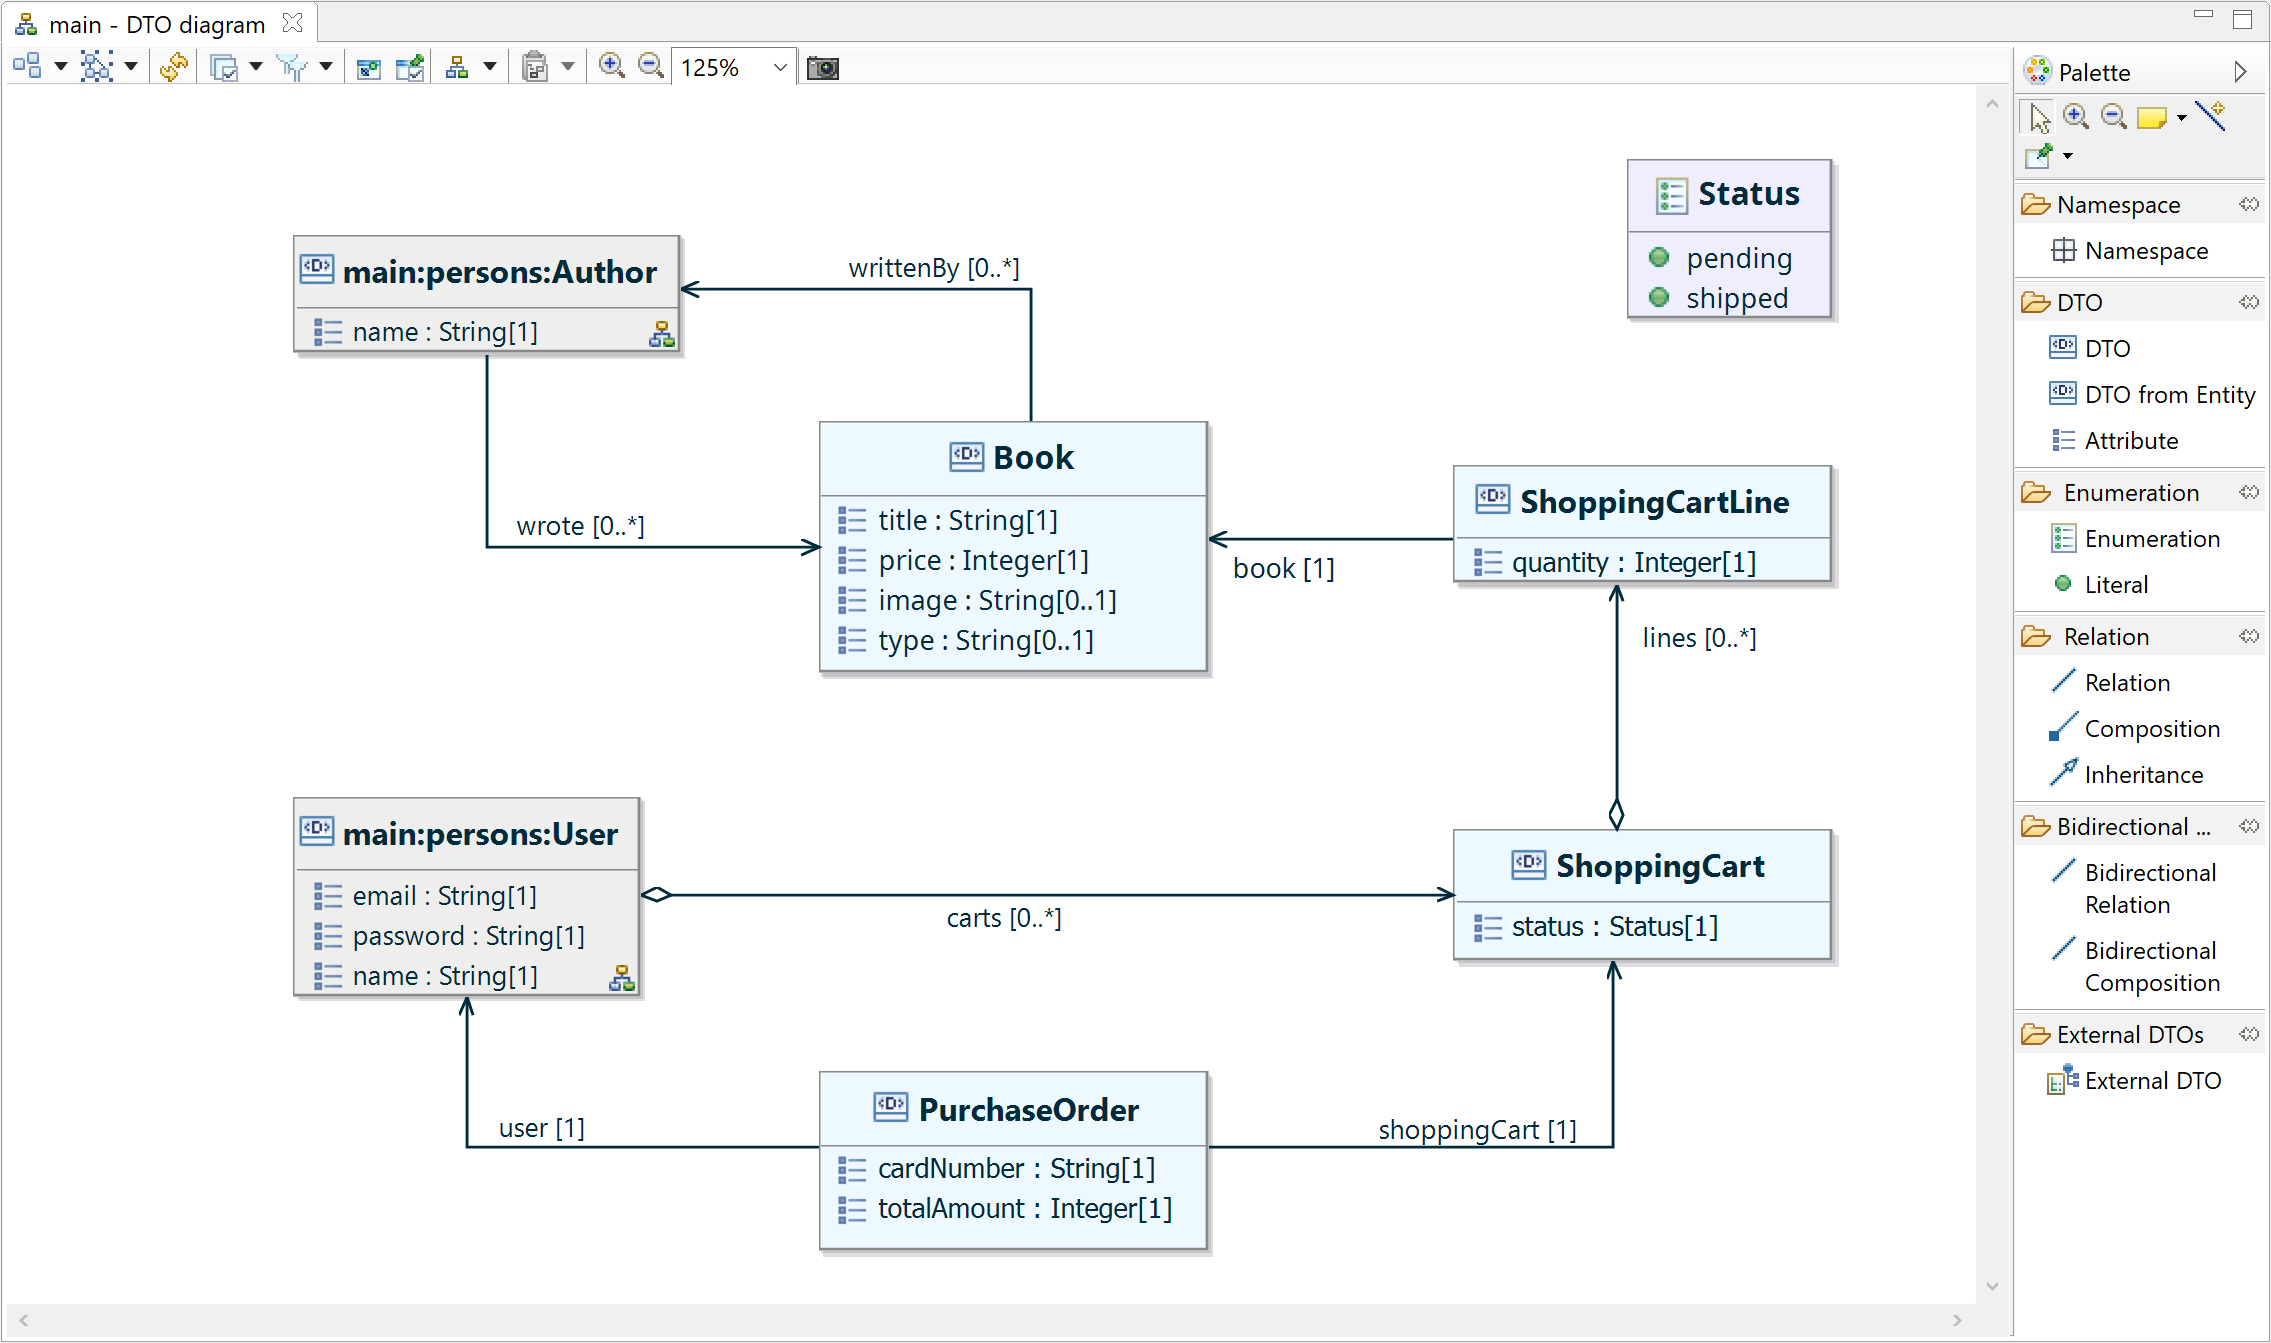 main - DTO diagram
125%
Status
pending
shipped
main:persons:Author
name : String[1]
writtenBy [0..*]
wrote [0..*]
Book
title : String[1]
price : Integer[1]
image : String[0..1]
type : String[0..1]
ShoppingCartLine
quantity : Integer[1]
book [1]
lines [0..*]
main:persons:User
email : String[1]
password : String[1]
name : String[1]
carts [0..*]
ShoppingCart
status : Status[1]
user [1]
PurchaseOrder
cardNumber : String[1]
totalAmount : Integer[1]
shoppingCart [1]
Palette
Namespace
Namespace
DTO
DTO
DTO from Entity
Attribute
Enumeration
Enumeration
Literal
Relation
Relation
Composition
Inheritance
Bidirectional ...
Bidirectional
Relation
Bidirectional
Composition
External DTOs
External DTO